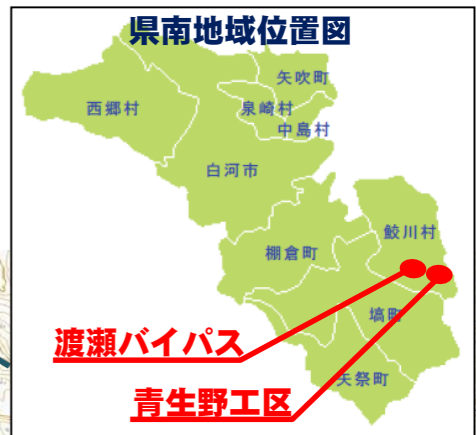 県南地域位置図
矢吹町
西郷村
泉崎村
中島村
白河市
鮫川村
棚倉町
塙町
渡瀬バイパス
矢祭町
青生野工区